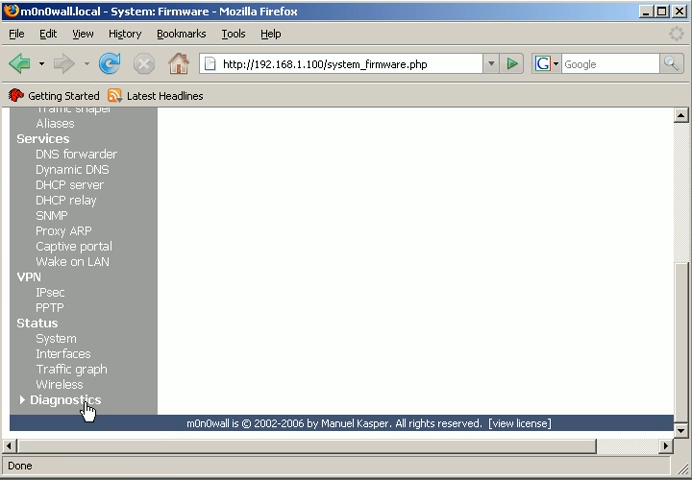 m0n0wall.local - System: Firmware - Mozilla Firefox
File Edit View History Bookmarks Tools Help
http://192.168.1.100/system_firmware.php
G Google
Getting Started Latest Headlines
Traffic shaper
Aliases
Services
DNS forwarder
Dynamic DNS
DHCP server
DHCP relay
SNMP
Proxy ARP
Captive portal
Wake on LAN
VPN
IPsec
PPTP
Status
System
Interfaces
Traffic graph
Wireless
Diagnostics
m0n0wall is © 2002-2006 by Manuel Kasper. All rights reserved. [view license]
Done